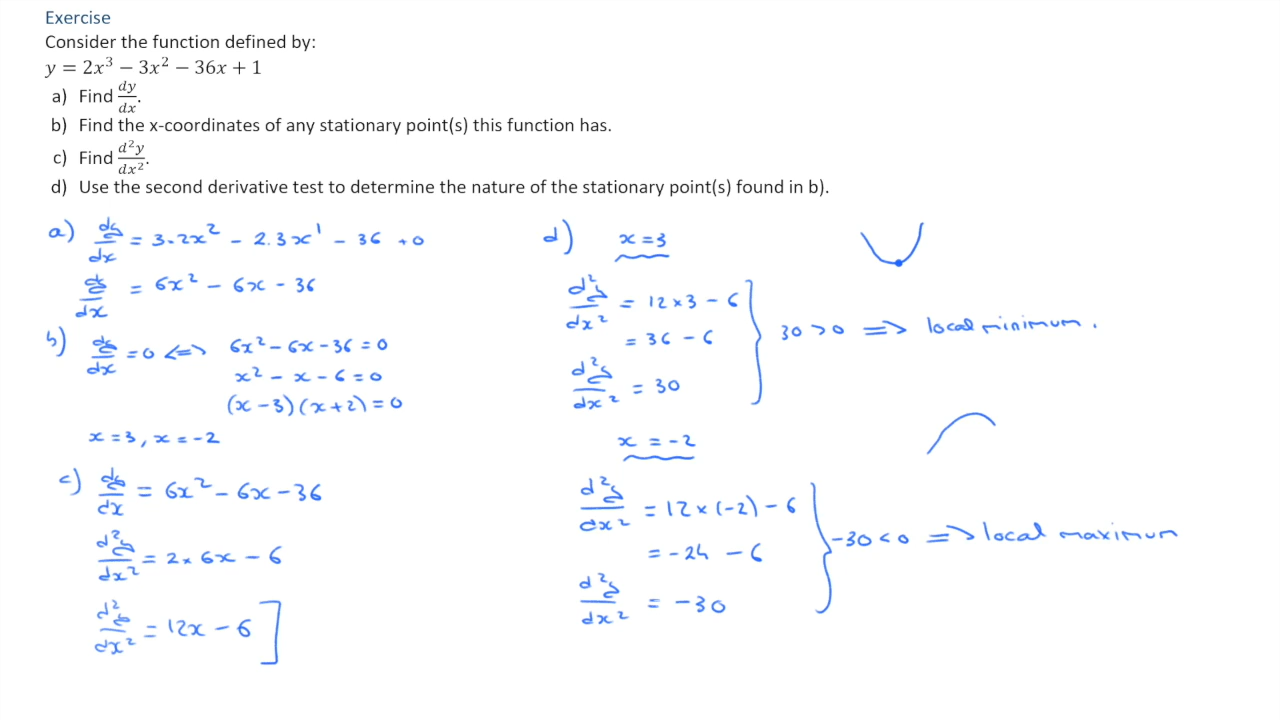 Exercise
Consider the function defined by:
y = 2x³ − 3x² − 36x + 1
a) Find dy/dx.
b) Find the x-coordinates of any stationary point(s) this function has.
c) Find d²y/dx².
d) Use the second derivative test to determine the nature of the stationary point(s) found in b).
a) dy/dx = 3·2x² − 2.3x¹ − 36 + 0
dy/dx = 6x² − 6x − 36
b) dy/dx = 0 <=> 6x² − 6x − 36 = 0
x² − x − 6 = 0
(x − 3)(x + 2) = 0
x = 3, x = −2
c) dy/dx = 6x² − 6x − 36
d²y/dx² = 2 × 6x − 6
d²y/dx² = 12x − 6 ]
d) x = 3
d²y/dx² = 12 × 3 − 6
= 36 − 6
d²y/dx² = 30
} 30 > 0 => local minimum.
x = −2
d²y/dx² = 12 × (−2) − 6
= −24 − 6
d²y/dx² = −30
} −30 < 0 => local maximum